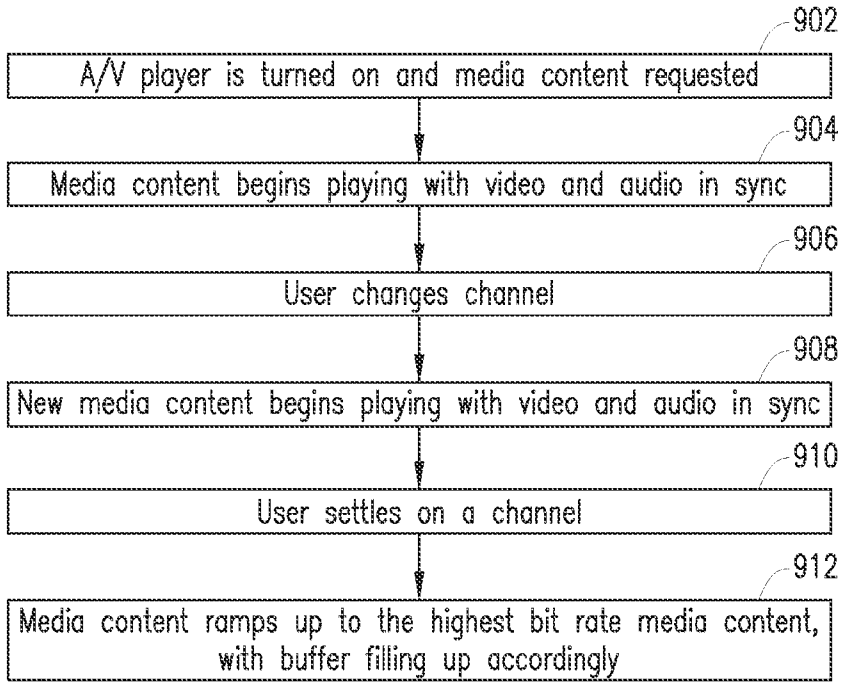 902
A/V player is turned on and media content requested
904
Media content begins playing with video and audio in sync
906
User changes channel
908
New media content begins playing with video and audio in sync
910
User settles on a channel
912
Media content ramps up to the highest bit rate media content,
with buffer filling up accordingly